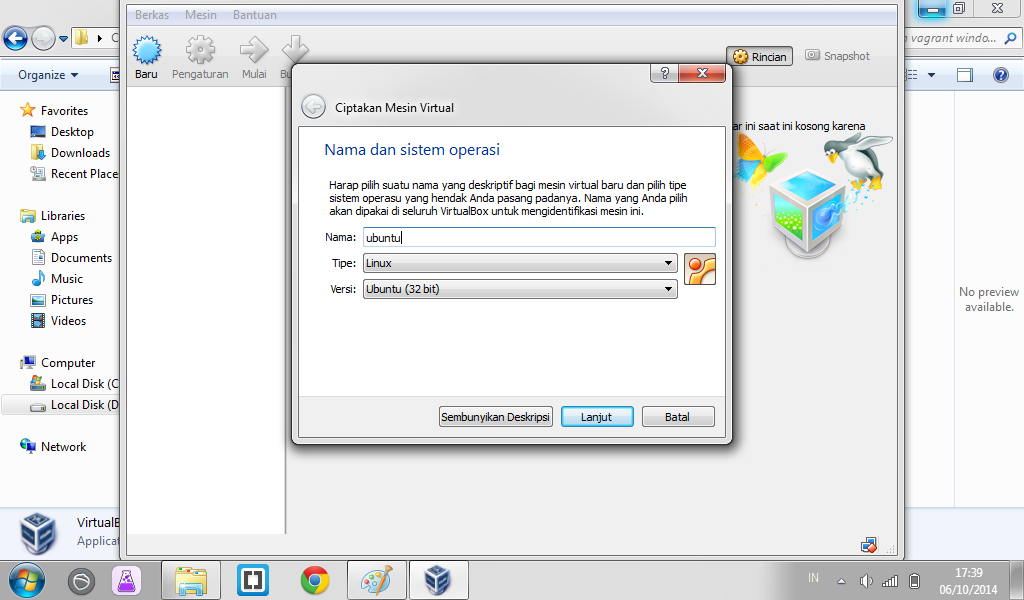 Berkas Mesin Bantuan
Baru Pengaturan Mulai
Rincian Snapshot
vagrant windo...
Organize
Favorites
Desktop
Downloads
Recent Place
Libraries
Apps
Documents
Music
Pictures
Videos
Computer
Local Disk (C
Local Disk (D
Network
Ciptakan Mesin Virtual
Nama dan sistem operasi
Harap pilih suatu nama yang deskriptif bagi mesin virtual baru dan pilih tipe
sistem operasu yang hendak Anda pasang padanya. Nama yang Anda pilih
akan dipakai di seluruh VirtualBox untuk mengidentifikasi mesin ini.
Nama: ubuntu
Tipe: Linux
Versi: Ubuntu (32 bit)
Sembunyikan Deskripsi Lanjut Batal
ar ini saat ini kosong karena
No preview
available.
VirtualB
Applicat
IN
17:39
06/10/2014